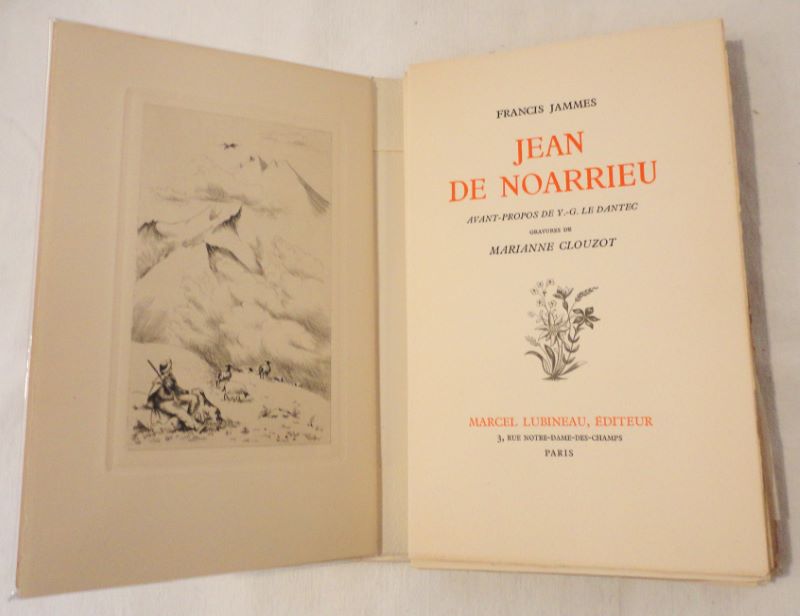 FRANCIS JAMMES
JEAN
DE NOARRIEU
AVANT-PROPOS DE Y.-G. LE DANTEC
GRAVURES DE
MARIANNE CLOUZOT
MARCEL LUBINEAU, ÉDITEUR
3, RUE NOTRE-DAME-DES-CHAMPS
PARIS